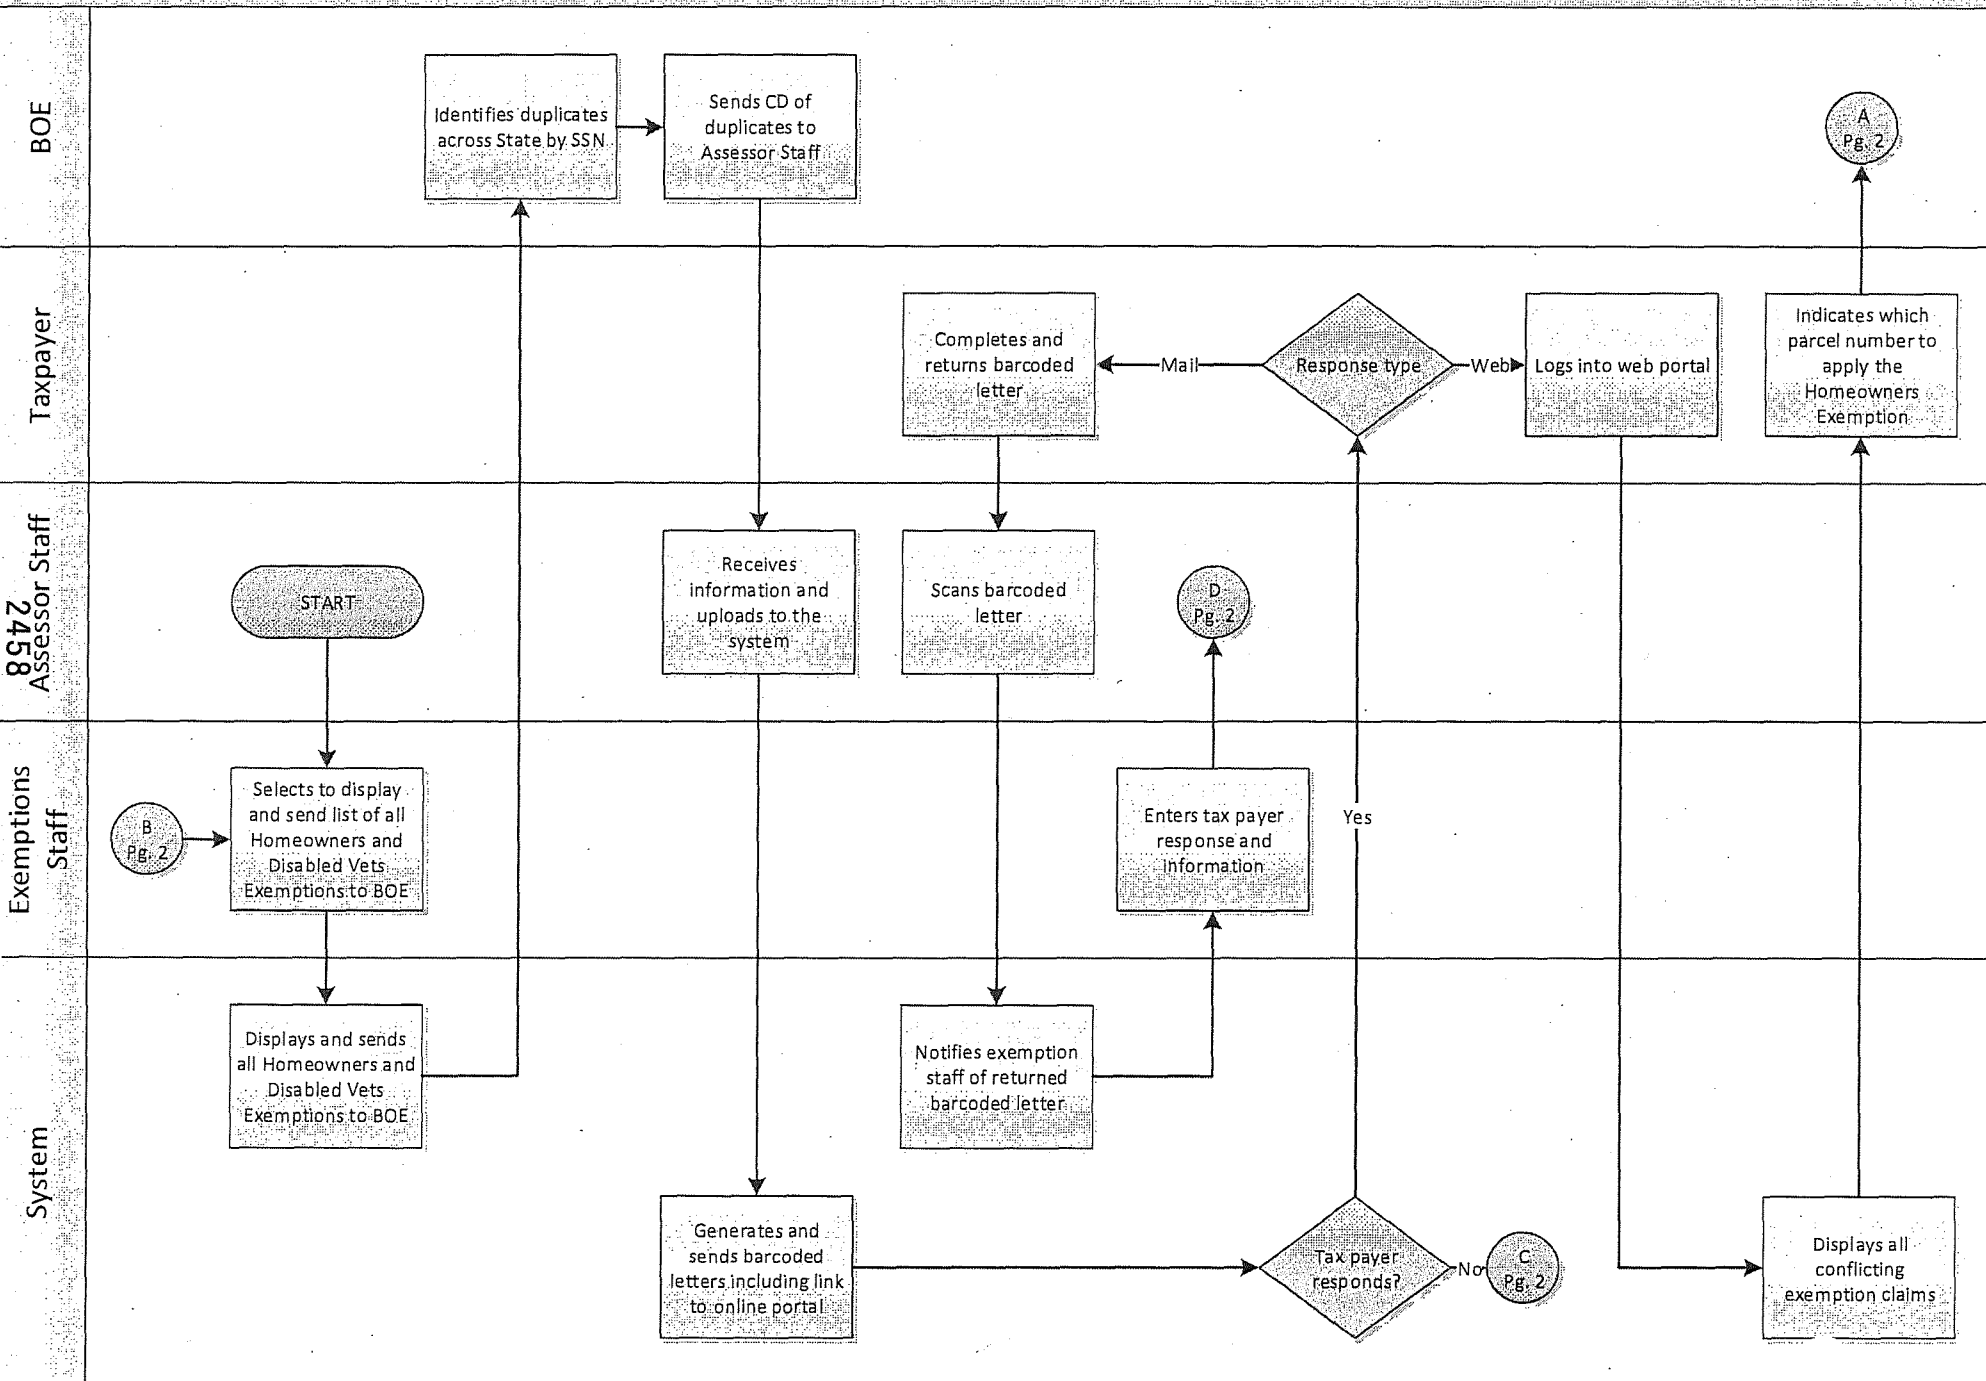 BOE
Identifies duplicates
across State by SSN
Sends CD of
duplicates to
Assessor Staff
A
Pg. 2
Taxpayer
Completes and
returns barcoded
letter
Mail
Response type
Web
Logs into web portal
Indicates which
parcel number to
apply the
Homeowners
Exemption
Assessor Staff
2458
START
Receives
information and
uploads to the
system
Scans barcoded
letter
D
Pg. 2
Exemptions
Staff
B
Pg. 2
Selects to display
and send list of all
Homeowners and
Disabled Vets
Exemptions to BOE
Enters tax payer
response and
information
Yes
System
Displays and sends
all Homeowners and
Disabled Vets
Exemptions to BOE
Notifies exemption
staff of returned
barcoded letter
Generates and
sends barcoded
letters including link
to online portal
Tax payer
responds?
No
C
Pg. 2
Displays all
conflicting
exemption claims